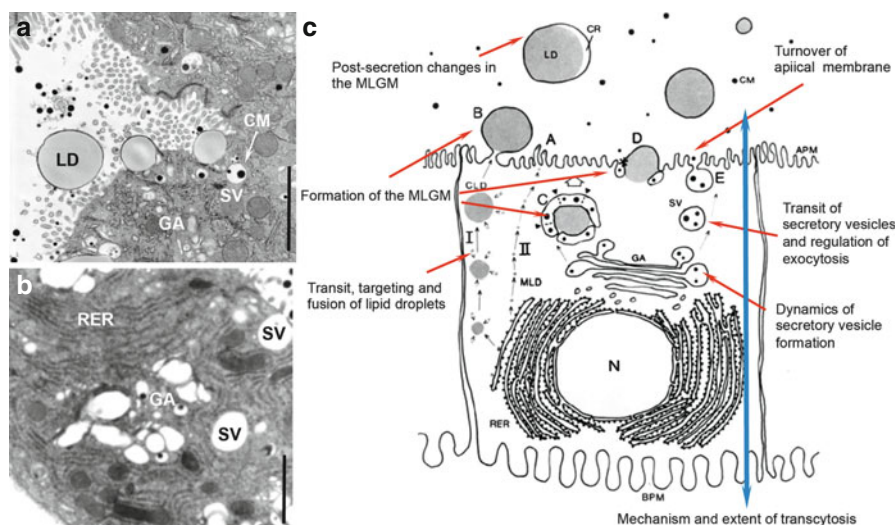 a
LD
CM
SV
GA
b
RER
SV
GA
SV
c
CR
LD
Post-secretion changes in
the MLGM
Turnover of
apiical membrane
CM
B
A
D
APM
E
Formation of the MLGM
CLD
C
SV
Transit of
secretory vesicles
and regulation of
exocytosis
I
II
GA
Transit, targeting and
fusion of lipid droplets
MLD
Dynamics of
secretory vesicle
formation
N
RER
BPM
Mechanism and extent of transcytosis